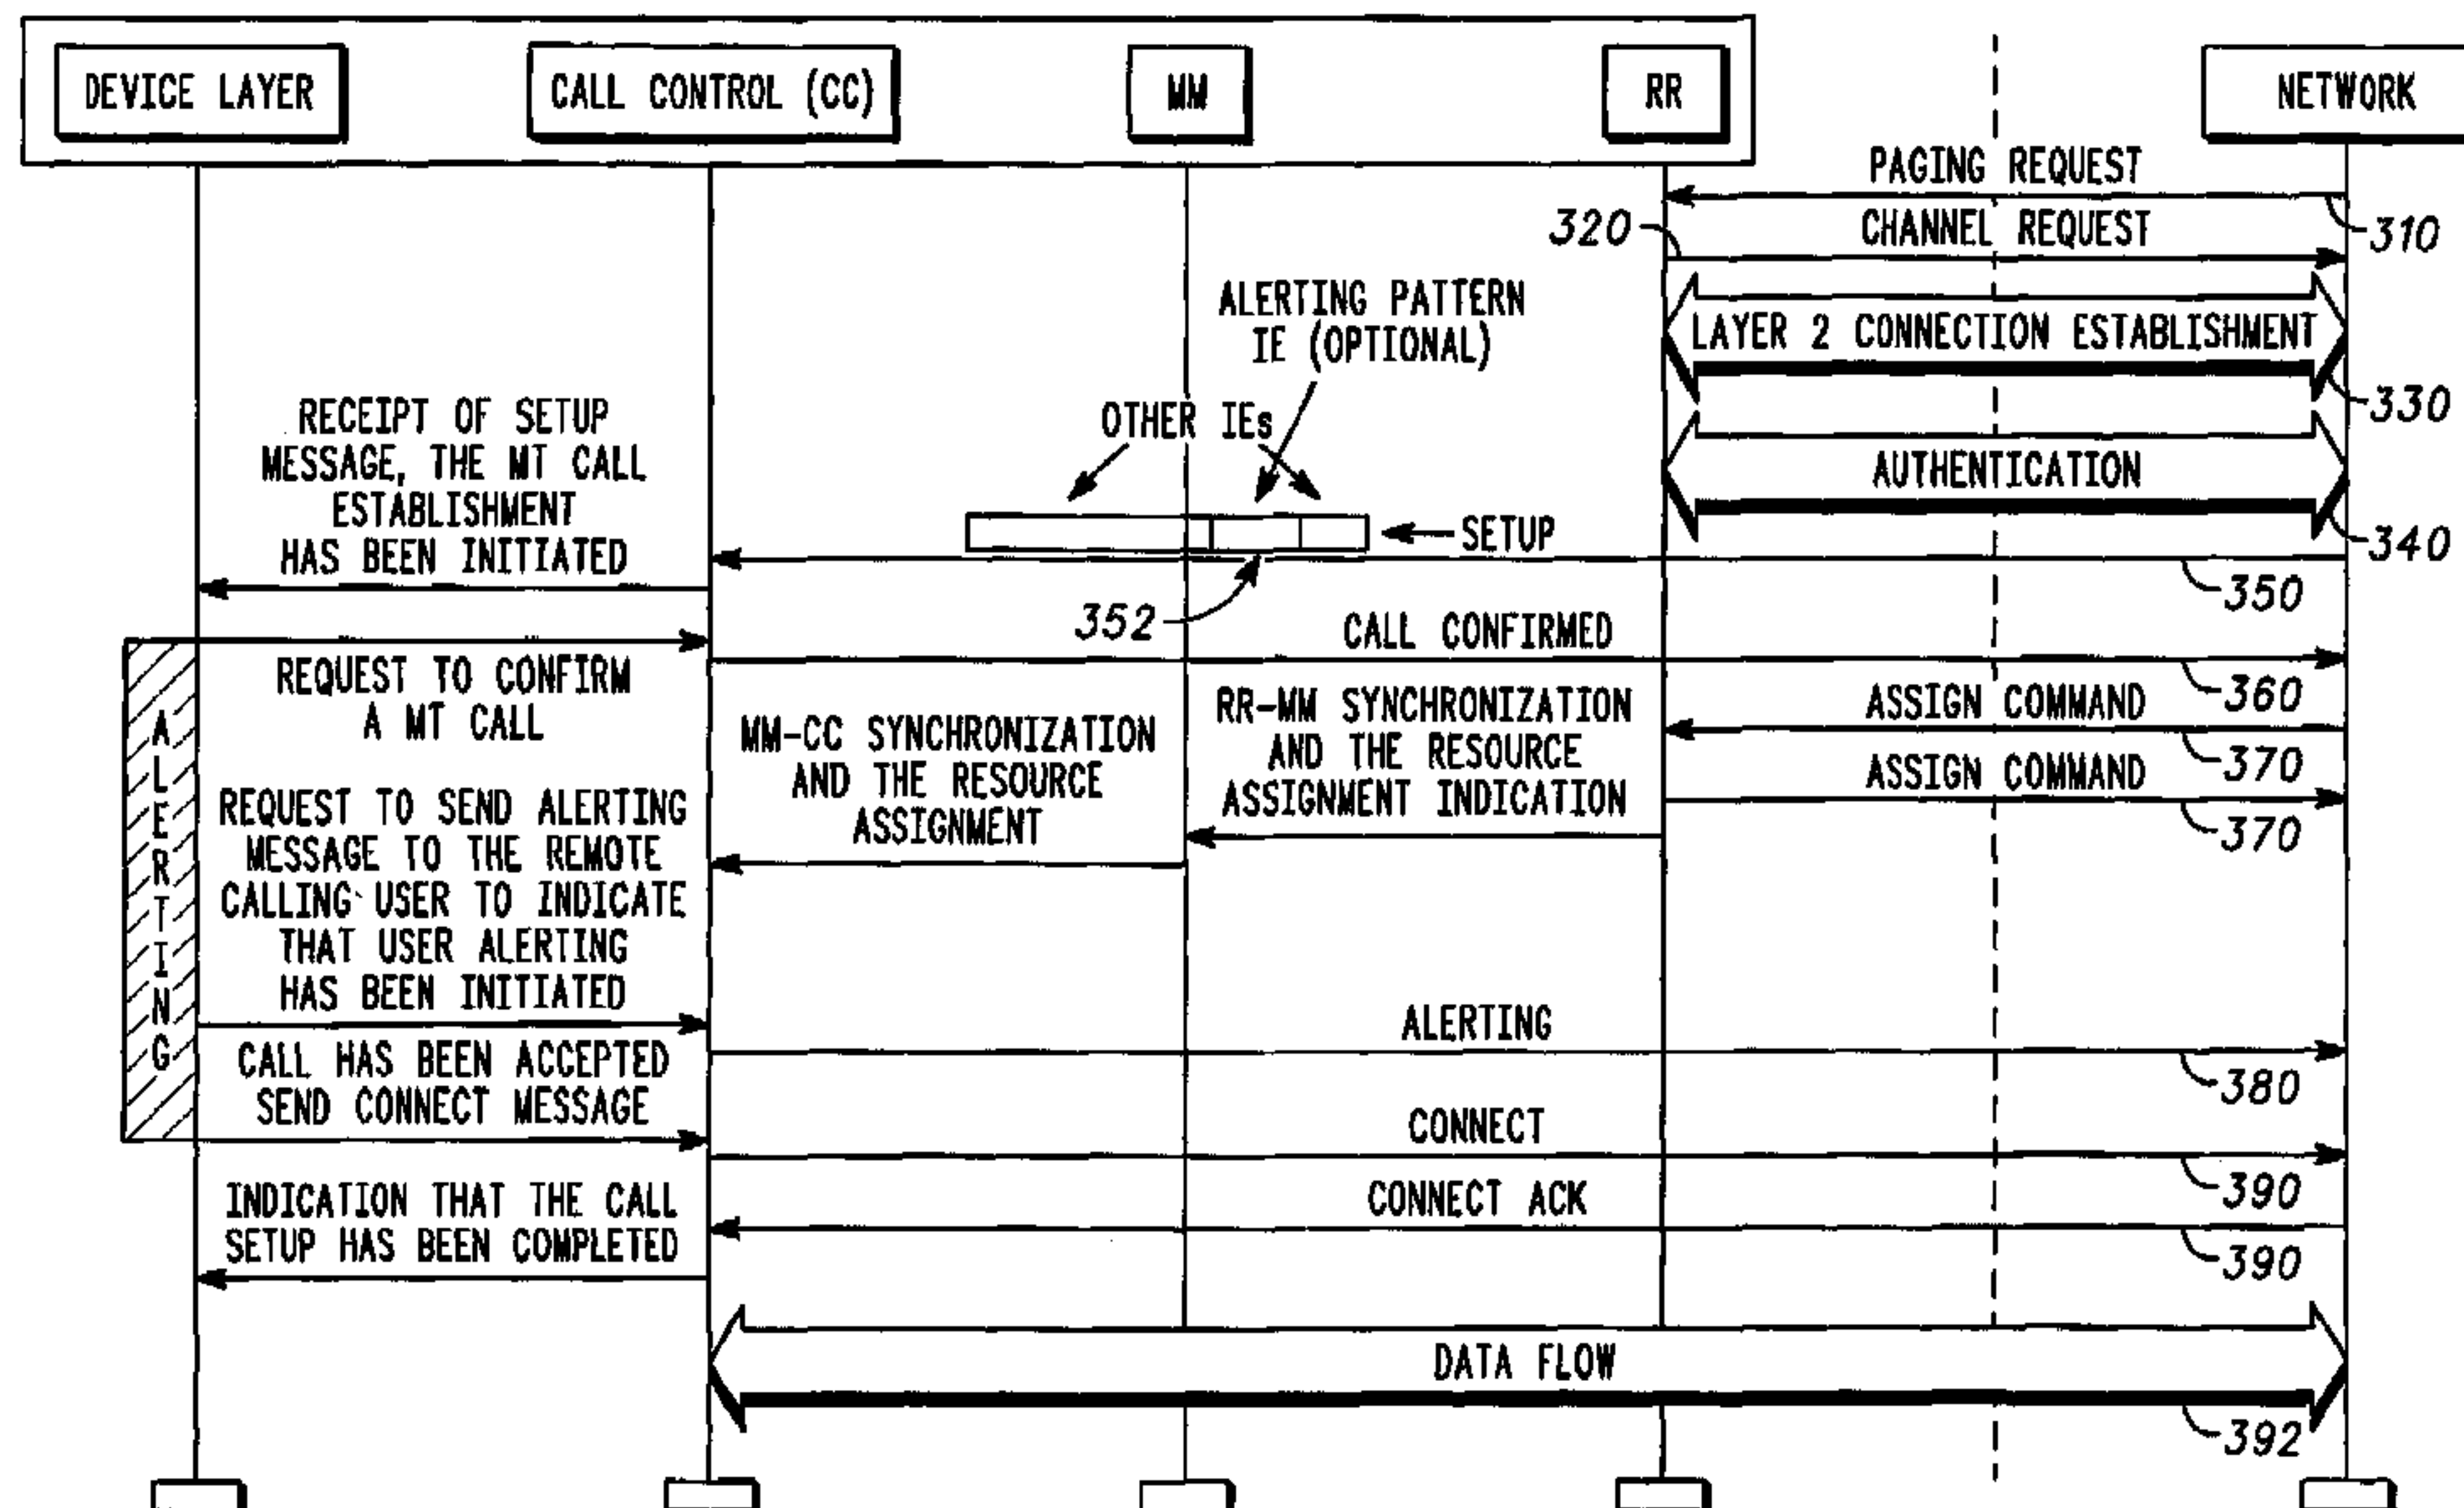 DEVICE LAYER
CALL CONTROL (CC)
MM
RR
NETWORK
PAGING REQUEST
310
320
CHANNEL REQUEST
ALERTING PATTERN
IE (OPTIONAL)
LAYER 2 CONNECTION ESTABLISHMENT
330
OTHER IEs
RECEIPT OF SETUP
MESSAGE, THE MT CALL
ESTABLISHMENT
HAS BEEN INITIATED
AUTHENTICATION
340
SETUP
350
352
CALL CONFIRMED
360
REQUEST TO CONFIRM
A MT CALL
MM-CC SYNCHRONIZATION
AND THE RESOURCE
ASSIGNMENT
RR-MM SYNCHRONIZATION
AND THE RESOURCE
ASSIGNMENT INDICATION
ASSIGN COMMAND
370
ASSIGN COMMAND
370
ALERTING
REQUEST TO SEND ALERTING
MESSAGE TO THE REMOTE
CALLING USER TO INDICATE
THAT USER ALERTING
HAS BEEN INITIATED
ALERTING
380
CALL HAS BEEN ACCEPTED
SEND CONNECT MESSAGE
CONNECT
390
CONNECT ACK
390
INDICATION THAT THE CALL
SETUP HAS BEEN COMPLETED
DATA FLOW
392